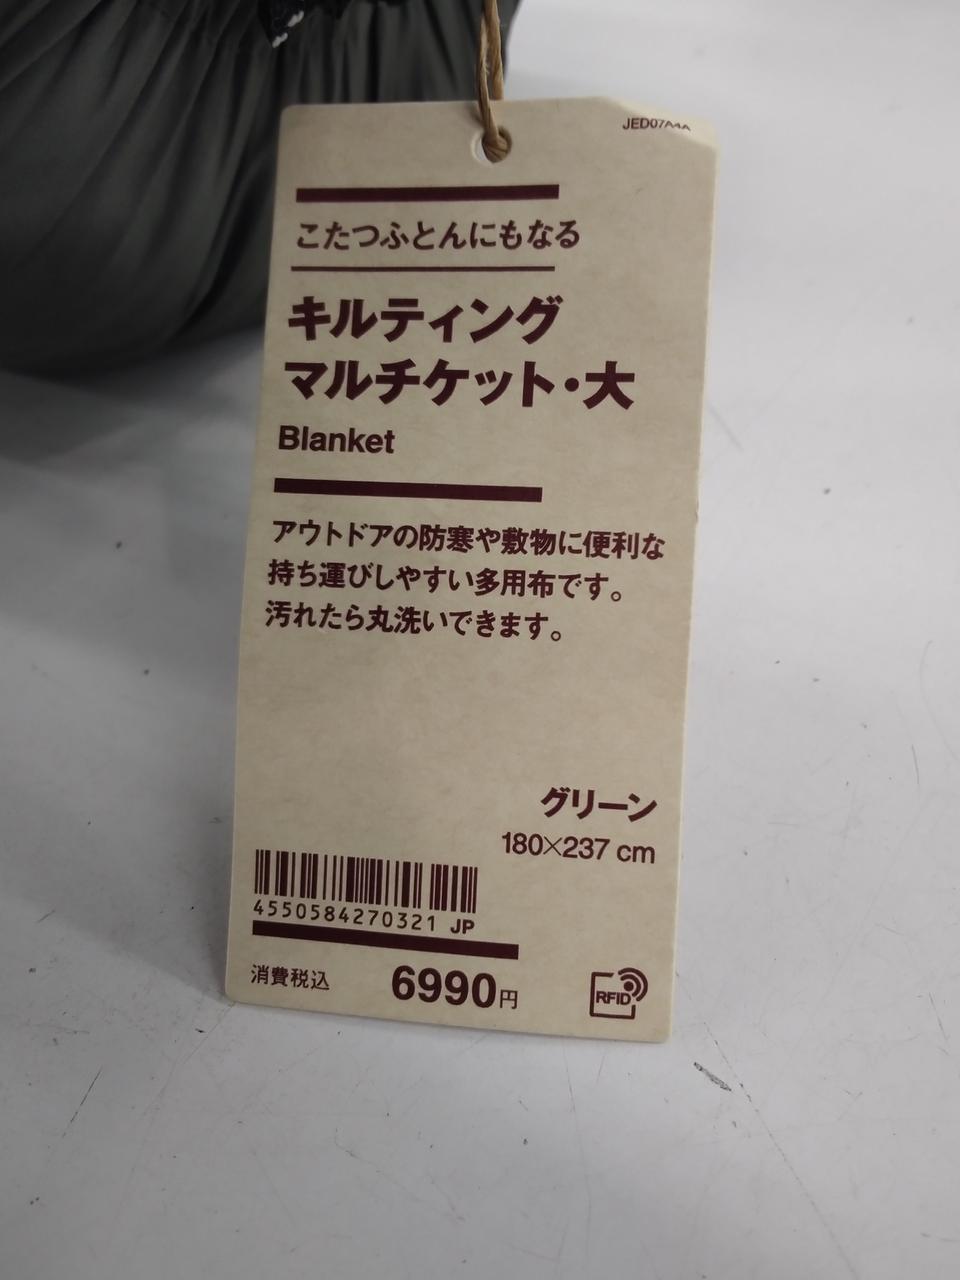 JED07A4A
こたつふとんにもなる
キルティング
マルチケット・大
Blanket
アウトドアの防寒や敷物に便利な
持ち運びしやすい多用布です。
汚れたら丸洗いできます。
グリーン
180×237 cm
4550584270321 JP
消費税込 6990円
RFID